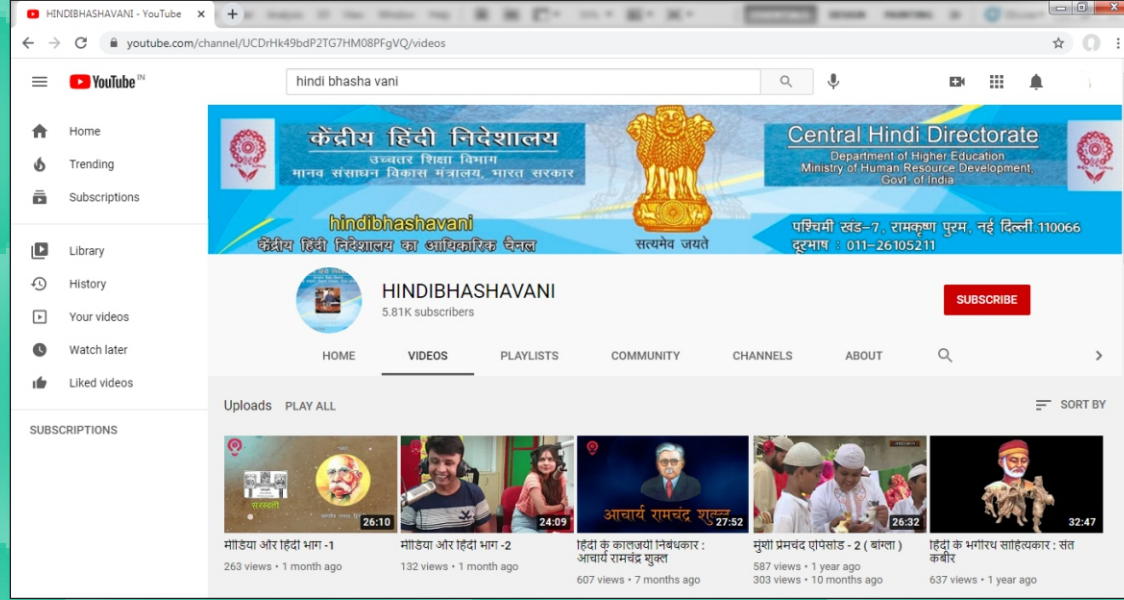 HINDIBHASHAVANI - YouTube
youtube.com/channel/UCDrHk49bdP2TG7HM08PFgVQ/videos
YouTube IN
hindi bhasha vani
Home
Trending
Subscriptions
Library
History
Your videos
Watch later
Liked videos
SUBSCRIPTIONS
केंद्रीय हिंदी निदेशालय
उच्चतर शिक्षा विभाग
मानव संसाधन विकास मंत्रालय, भारत सरकार
hindibhashavani
केंद्रीय हिंदी निदेशालय का आधिकारिक चैनल
सत्यमेव जयते
Central Hindi Directorate
Department of Higher Education
Ministry of Human Resource Development,
Govt. of India
पश्चिमी खंड-7, रामकृष्ण पुरम, नई दिल्ली.110066
दूरभाष : 011-26105211
HINDIBHASHAVANI
5.81K subscribers
SUBSCRIBE
HOME VIDEOS PLAYLISTS COMMUNITY CHANNELS ABOUT
Uploads PLAY ALL SORT BY
सरस्वती
26:10
24:09
आचार्य रामचंद्र शुक्ल
27:52
26:32
32:47
मीडिया और हिंदी भाग -1
263 views • 1 month ago
मीडिया और हिंदी भाग -2
132 views • 1 month ago
हिंदी के कालजयी निबंधकार :
आचार्य रामचंद्र शुक्ल
607 views • 7 months ago
मुंशी प्रेमचंद एपिसोड - 2 ( बांग्ला )
587 views • 1 year ago
303 views • 10 months ago
हिंदी के भगीरथ साहित्यकार : संत
कबीर
637 views • 1 year ago